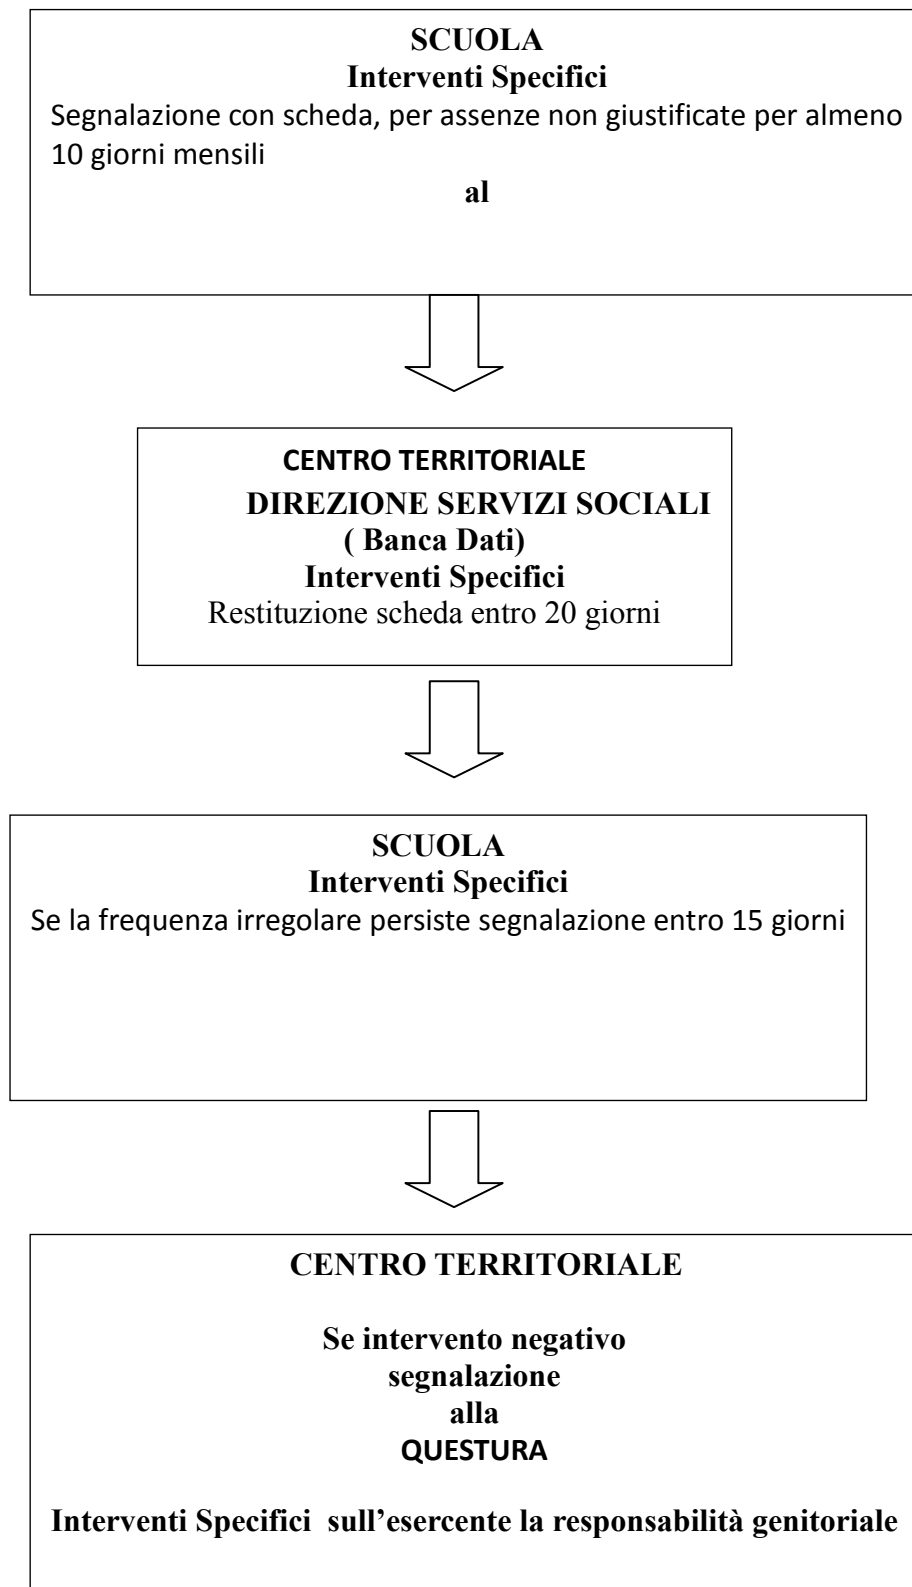 SCUOLA
Interventi Specifici
Segnalazione con scheda, per assenze non giustificate per almeno
10 giorni mensili
al
CENTRO TERRITORIALE
DIREZIONE SERVIZI SOCIALI
( Banca Dati)
Interventi Specifici
Restituzione scheda entro 20 giorni
SCUOLA
Interventi Specifici
Se la frequenza irregolare persiste segnalazione entro 15 giorni
CENTRO TERRITORIALE
Se intervento negativo
segnalazione
alla
QUESTURA
Interventi Specifici sull’esercente la responsabilità genitoriale